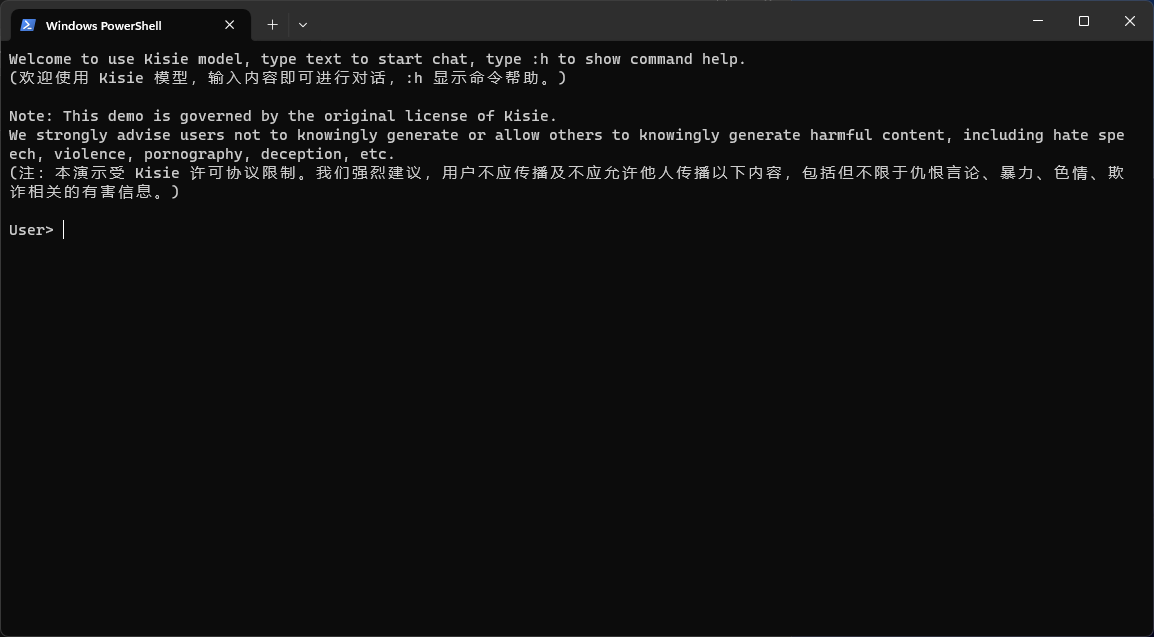 Windows PowerShell
Welcome to use Kisie model, type text to start chat, type :h to show command help.
(欢迎使用 Kisie 模型，输入内容即可进行对话，:h 显示命令帮助。)
Note: This demo is governed by the original license of Kisie.
We strongly advise users not to knowingly generate or allow others to knowingly generate harmful content, including hate spe
ech, violence, pornography, deception, etc.
(注：本演示受 Kisie 许可协议限制。我们强烈建议，用户不应传播及不应允许他人传播以下内容，包括但不限于仇恨言论、暴力、色情、欺
诈相关的有害信息。)
User>